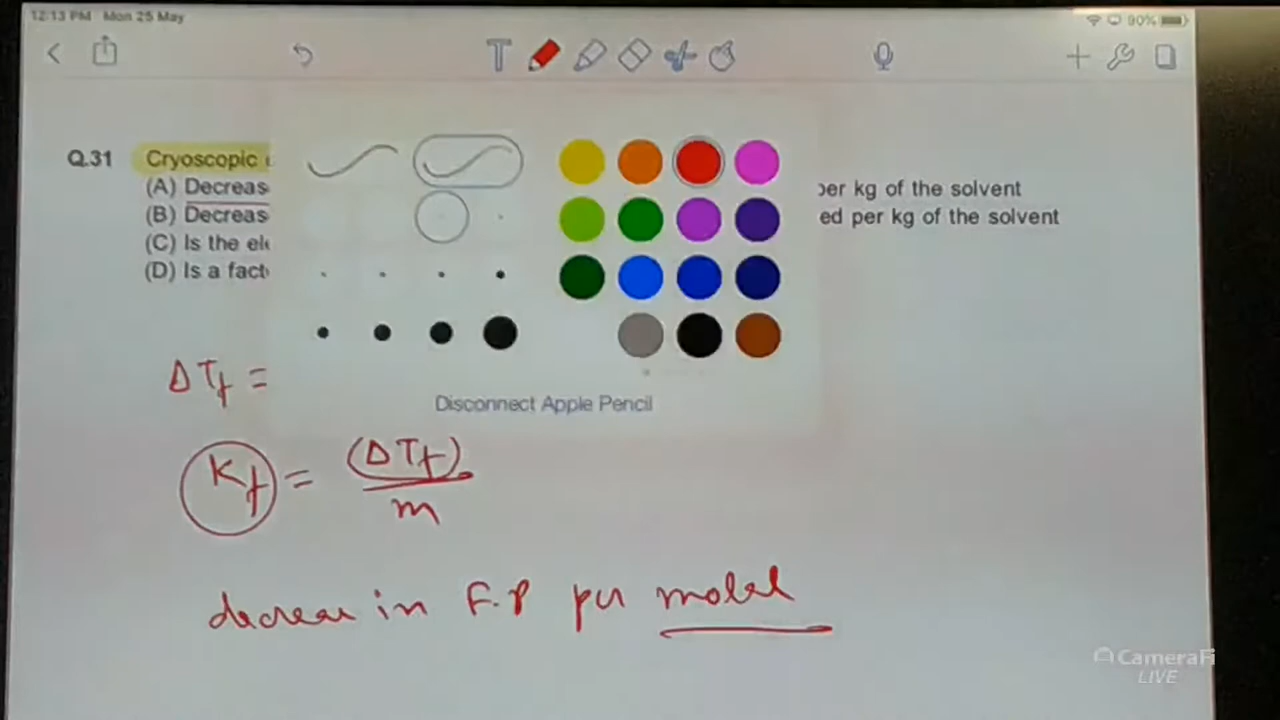 12:13 PM Mon 25 May
90%
T
Q.31 Cryoscopic
(A) Decreas per kg of the solvent
(B) Decreas ed per kg of the solvent
(C) Is the ele
(D) Is a fact
ΔTf =
Disconnect Apple Pencil
Kf = (ΔTf)
m
decrease in F.P per molal
CameraFi
LIVE